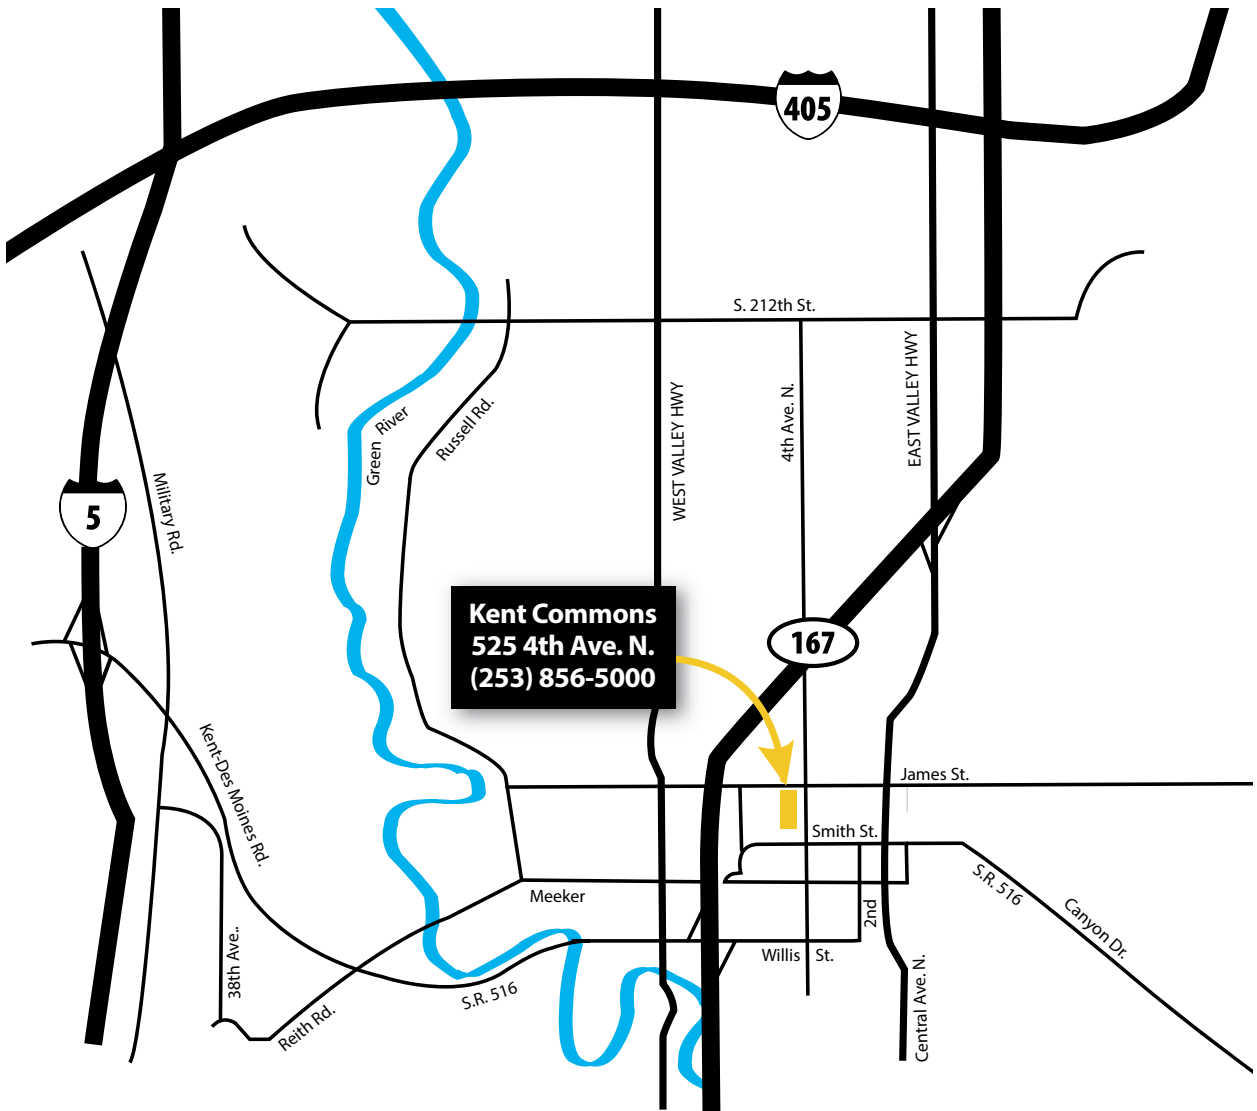 405
S. 212th St.
EAST VALLEY HWY
WEST VALLEY HWY
4th Ave. N.
Green River
Russell Rd.
Military Rd.
5
Kent Commons
525 4th Ave. N.
(253) 856-5000
167
Kent-Des Moines Rd.
James St.
Smith St.
S.R. 516
Canyon Dr.
Meeker
2nd
Willis St.
38th Ave..
S.R. 516
Reith Rd.
Central Ave. N.